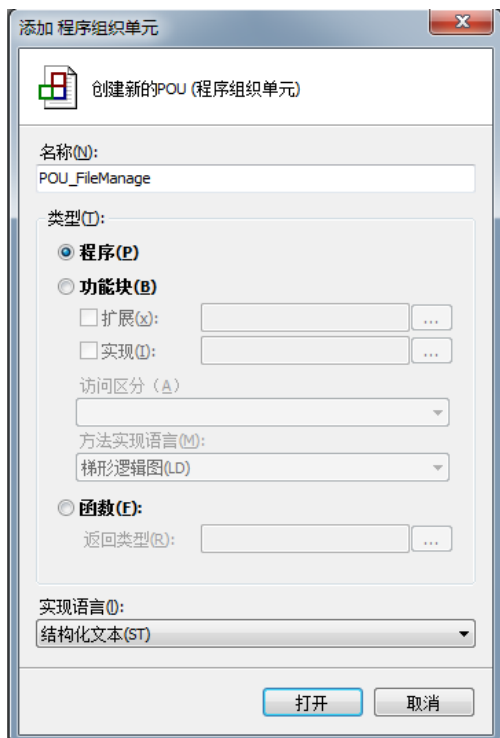 添加 程序组织单元
创建新的POU (程序组织单元)
名称(N):
POU_FileManage
类型(T):
程序(P)
功能块(B)
扩展(x):
...
实现(I):
...
访问区分（A）
方法实现语言(M):
梯形逻辑图(LD)
函数(F):
返回类型(R):
...
实现语言(I):
结构化文本(ST)
打开 取消